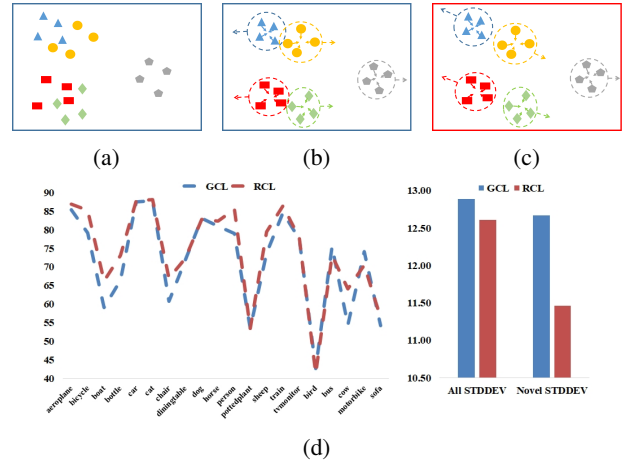 (a)
(b)
(c)
GCL RCL
90
85
80
75
70
65
60
55
50
45
40
aeroplane
bicycle
boat
bottle
car
cat
chair
diningtable
dog
horse
person
pottedplant
sheep
train
tvmonitor
bird
bus
cow
motorbike
sofa
GCL RCL
13.00
12.50
12.00
11.50
11.00
10.50
All STDDEV Novel STDDEV
(d)